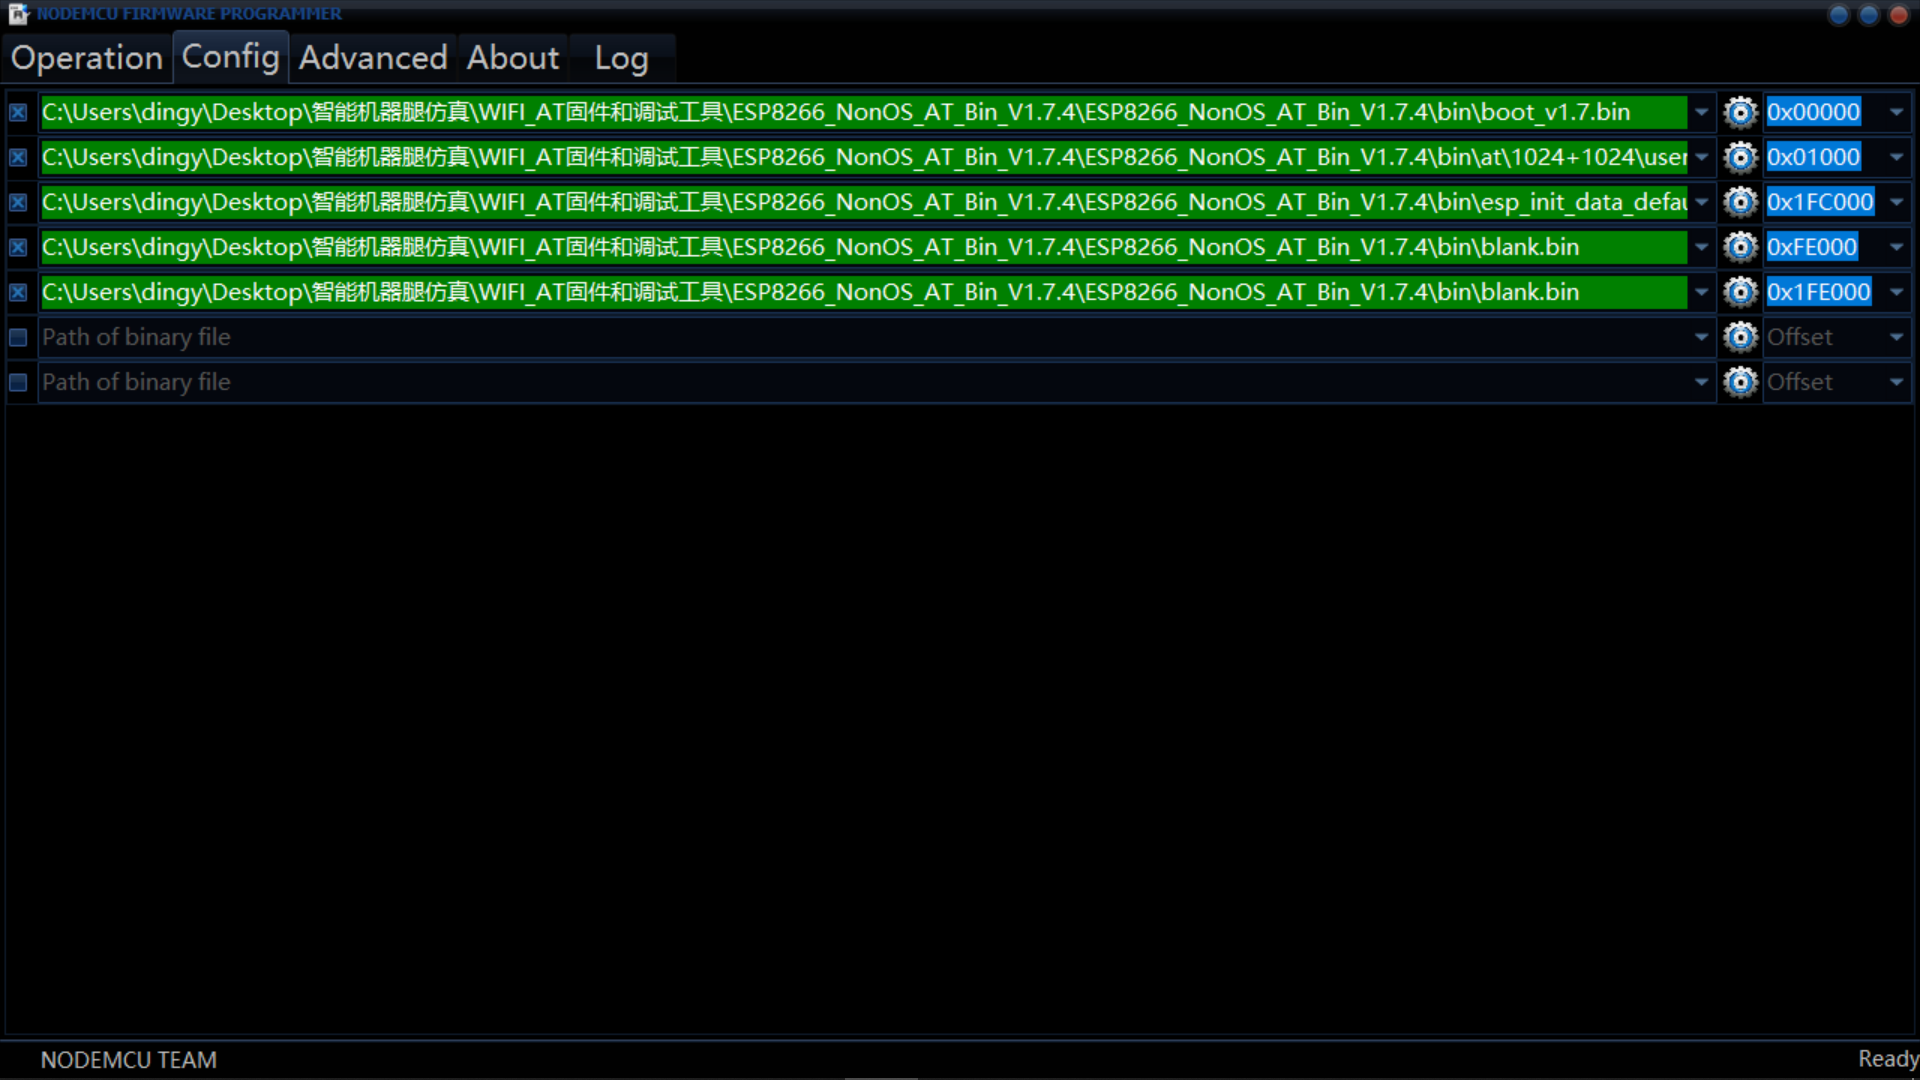 NODEMCU FIRMWARE PROGRAMMER
Operation Config Advanced About Log
C:\Users\dingy\Desktop\智能机器腿仿真\WIFI_AT固件和调试工具\ESP8266_NonOS_AT_Bin_V1.7.4\ESP8266_NonOS_AT_Bin_V1.7.4\bin\boot_v1.7.bin 0x00000
C:\Users\dingy\Desktop\智能机器腿仿真\WIFI_AT固件和调试工具\ESP8266_NonOS_AT_Bin_V1.7.4\ESP8266_NonOS_AT_Bin_V1.7.4\bin\at\1024+1024\user 0x01000
C:\Users\dingy\Desktop\智能机器腿仿真\WIFI_AT固件和调试工具\ESP8266_NonOS_AT_Bin_V1.7.4\ESP8266_NonOS_AT_Bin_V1.7.4\bin\esp_init_data_defau 0x1FC000
C:\Users\dingy\Desktop\智能机器腿仿真\WIFI_AT固件和调试工具\ESP8266_NonOS_AT_Bin_V1.7.4\ESP8266_NonOS_AT_Bin_V1.7.4\bin\blank.bin 0xFE000
C:\Users\dingy\Desktop\智能机器腿仿真\WIFI_AT固件和调试工具\ESP8266_NonOS_AT_Bin_V1.7.4\ESP8266_NonOS_AT_Bin_V1.7.4\bin\blank.bin 0x1FE000
Path of binary file Offset
Path of binary file Offset
NODEMCU TEAM Ready